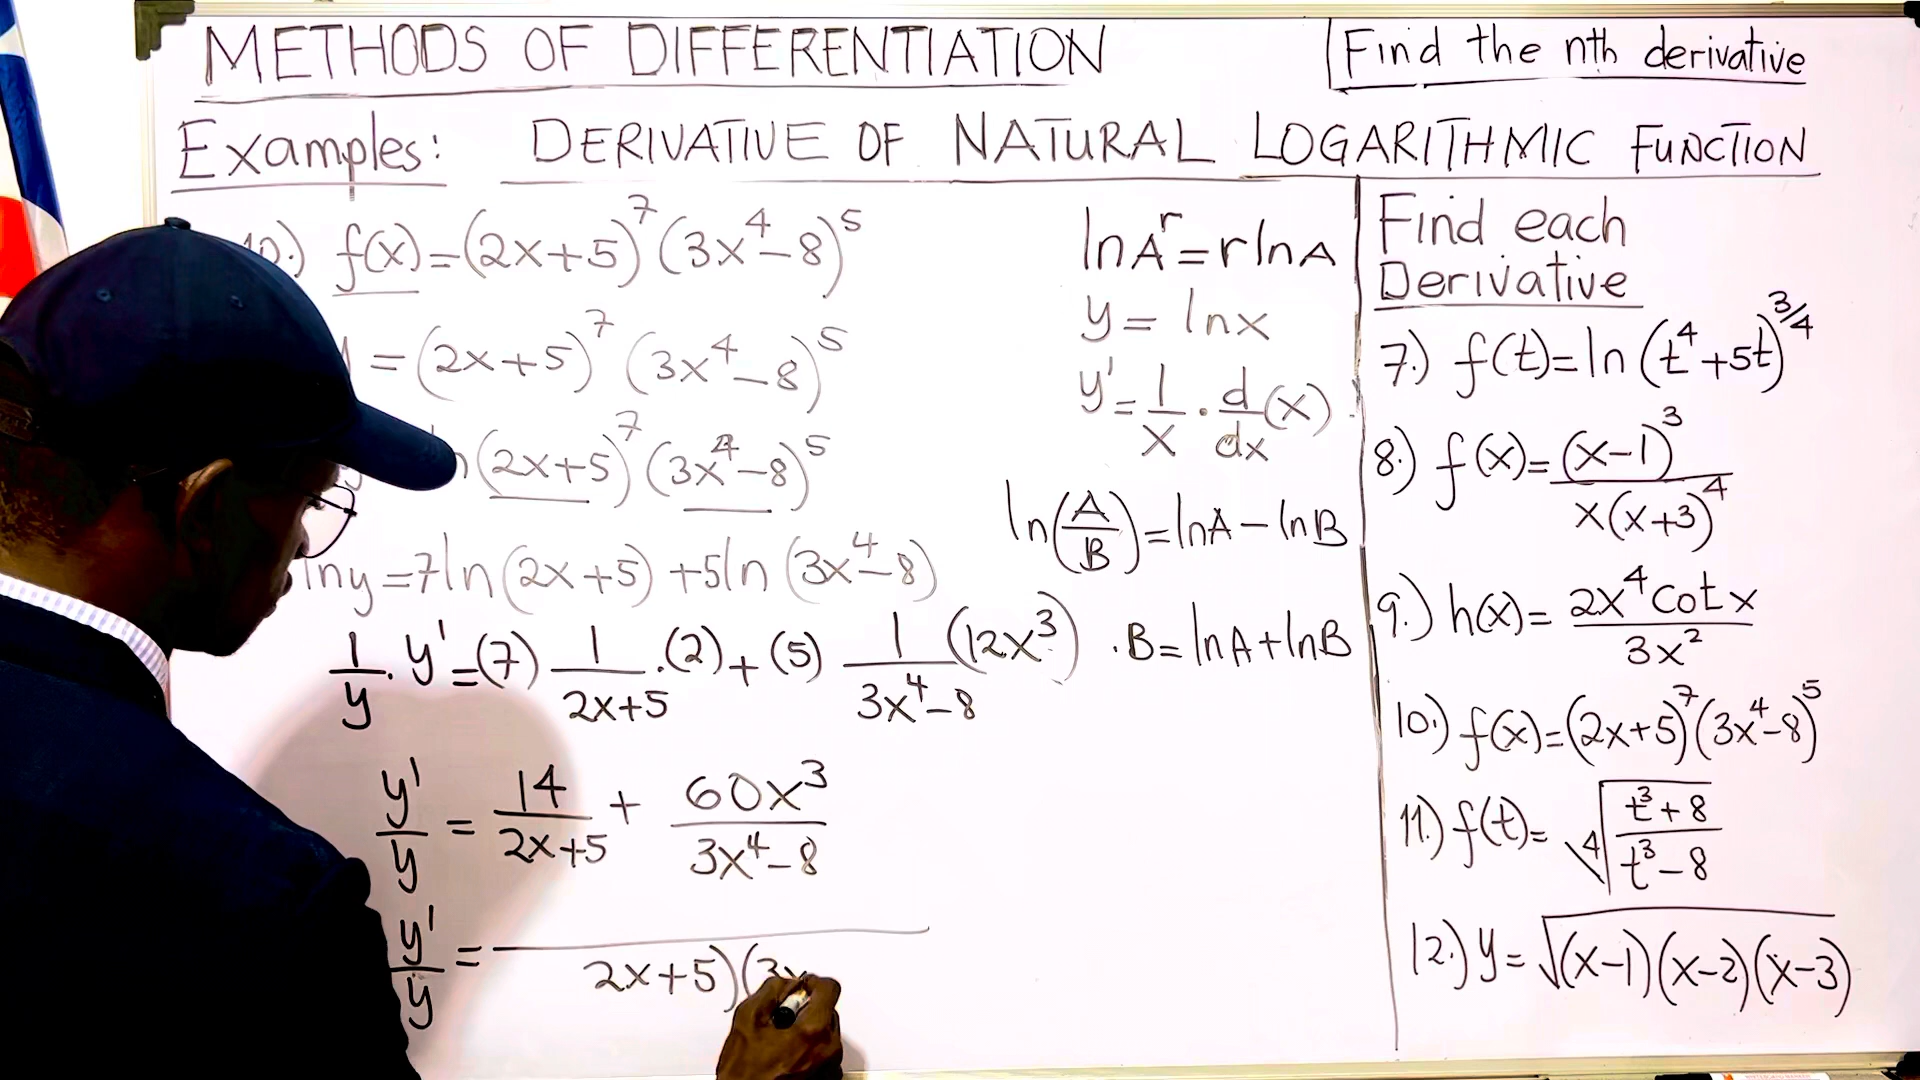 METHODS OF DIFFERENTIATION
Find the nth derivative
Examples: DERIVATIVE OF NATURAL LOGARITHMIC FUNCTION
10.) f(x)=(2x+5)⁷(3x⁴-8)⁵
=(2x+5)⁷(3x⁴-8)⁵
(2x+5)⁷(3x⁴-8)⁵
lny=7ln(2x+5)+5ln(3x⁴-8)
1/y · y'=(7) 1/(2x+5) ·(2)+(5) 1/(3x⁴-8) (12x³)
y'/y = 14/(2x+5) + 60x³/(3x⁴-8)
y'/y =
2x+5)(3x
lnAʳ=rlnA
y= lnx
y'=1/x · d/dx(x)
ln(A/B)=lnA-lnB
·B=lnA+lnB
Find each
Derivative
7.) f(t)=ln(t⁴+5t)^3/4
8.) f(x)=(x-1)³/x(x+3)⁴
9.) h(x)=2x⁴cotx/3x²
10.) f(x)=(2x+5)⁷(3x⁴-8)⁵
11.) f(t)=⁴√(t³+8/t³-8)
12.) y=√(x-1)(x-2)(x-3)